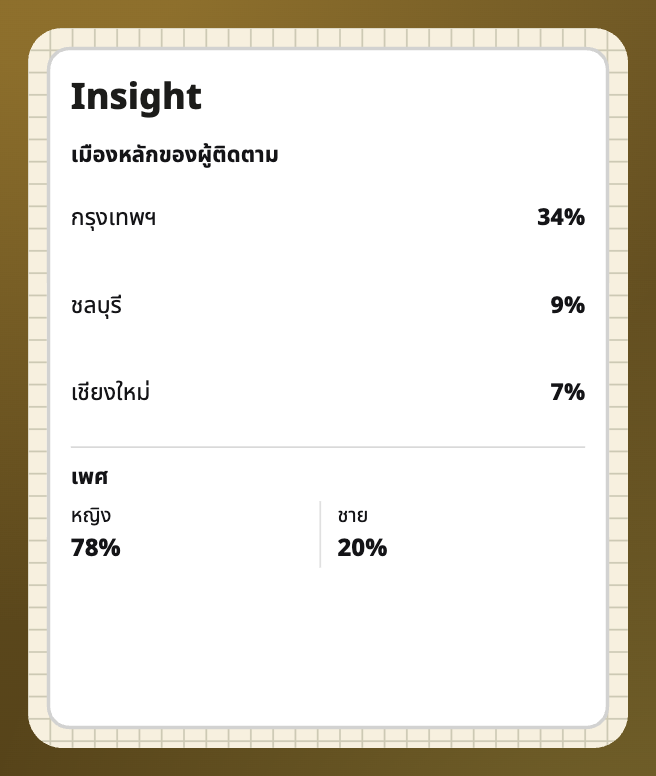 Insight
เมืองหลักของผู้ติดตาม
กรุงเทพฯ 34%
ชลบุรี 9%
เชียงใหม่ 7%
เพศ
หญิง ชาย
78% 20%